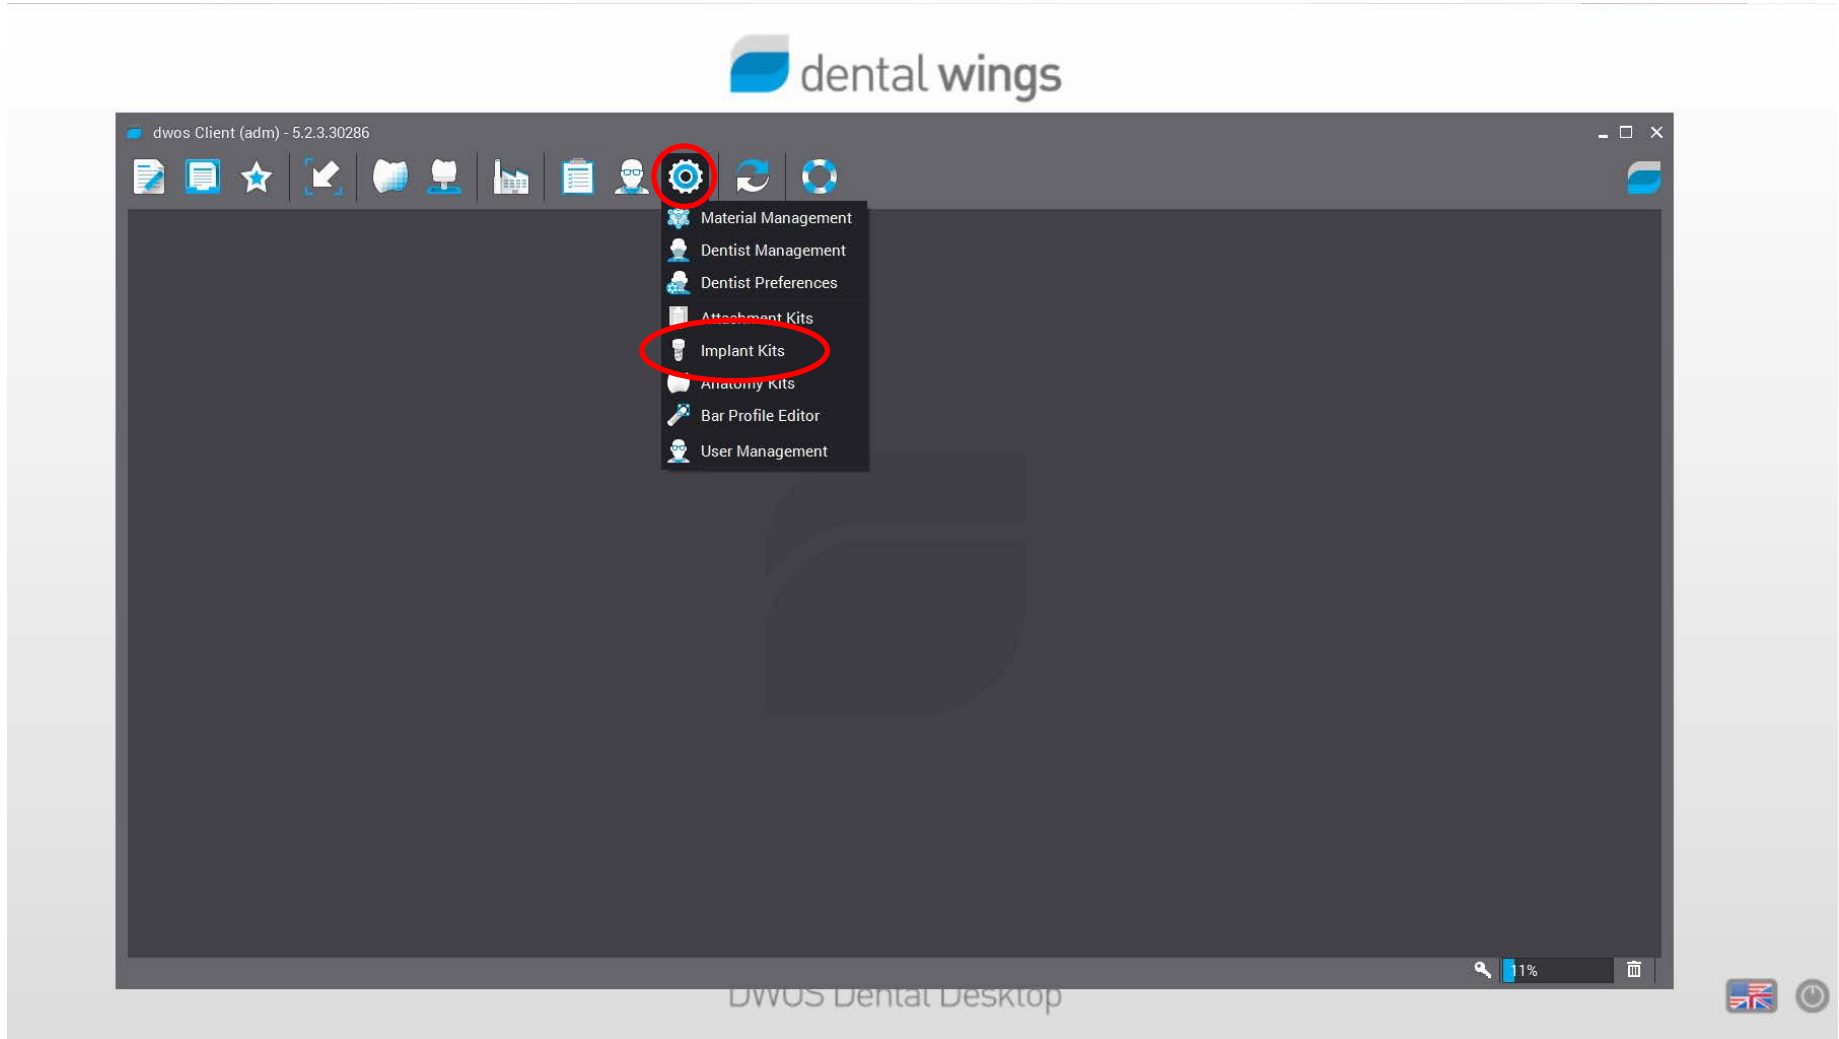 dental wings
dwos Client (adm) - 5.2.3.30286
Material Management
Dentist Management
Dentist Preferences
Attachment Kits
Implant Kits
Anatomy Kits
Bar Profile Editor
User Management
11%
DWOS Dental Desktop